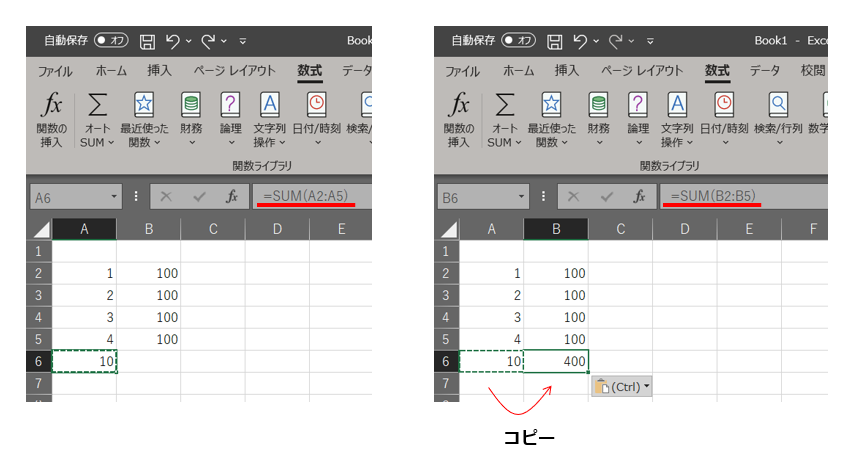 自動保存 オフ Book
ファイル ホーム 挿入 ページ レイアウト 数式 データ
fx Σ ? A
関数の 挿入 オート SUM 最近使った 関数 財務 論理 文字列 操作 日付/時刻 検索/
関数ライブラリ
A6 fx =SUM(A2:A5)
A B C D E
1
2 1 100
3 2 100
4 3 100
5 4 100
6 10
7
自動保存 オフ Book1 - Exce
ファイル ホーム 挿入 ページ レイアウト 数式 データ 校閲
fx Σ ? A
関数の 挿入 オート SUM 最近使った 関数 財務 論理 文字列 操作 日付/時刻 検索/行列 数学
関数ライブラリ
B6 fx =SUM(B2:B5)
A B C D E F
1
2 1 100
3 2 100
4 3 100
5 4 100
6 10 400
7 (Ctrl)
コピー